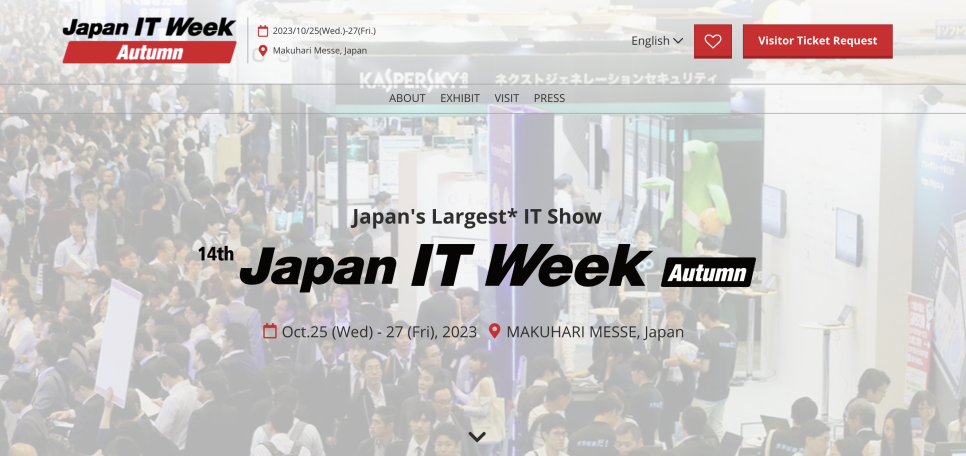 Japan IT Week
Autumn
2023/10/25(Wed.)-27(Fri.)
Makuhari Messe, Japan
English
Visitor Ticket Request
KASPERSKY
ネクストジェネレーションセキュリティ
ABOUT EXHIBIT VISIT PRESS
Japan's Largest* IT Show
14th Japan IT Week Autumn
Oct.25 (Wed) - 27 (Fri), 2023 MAKUHARI MESSE, Japan